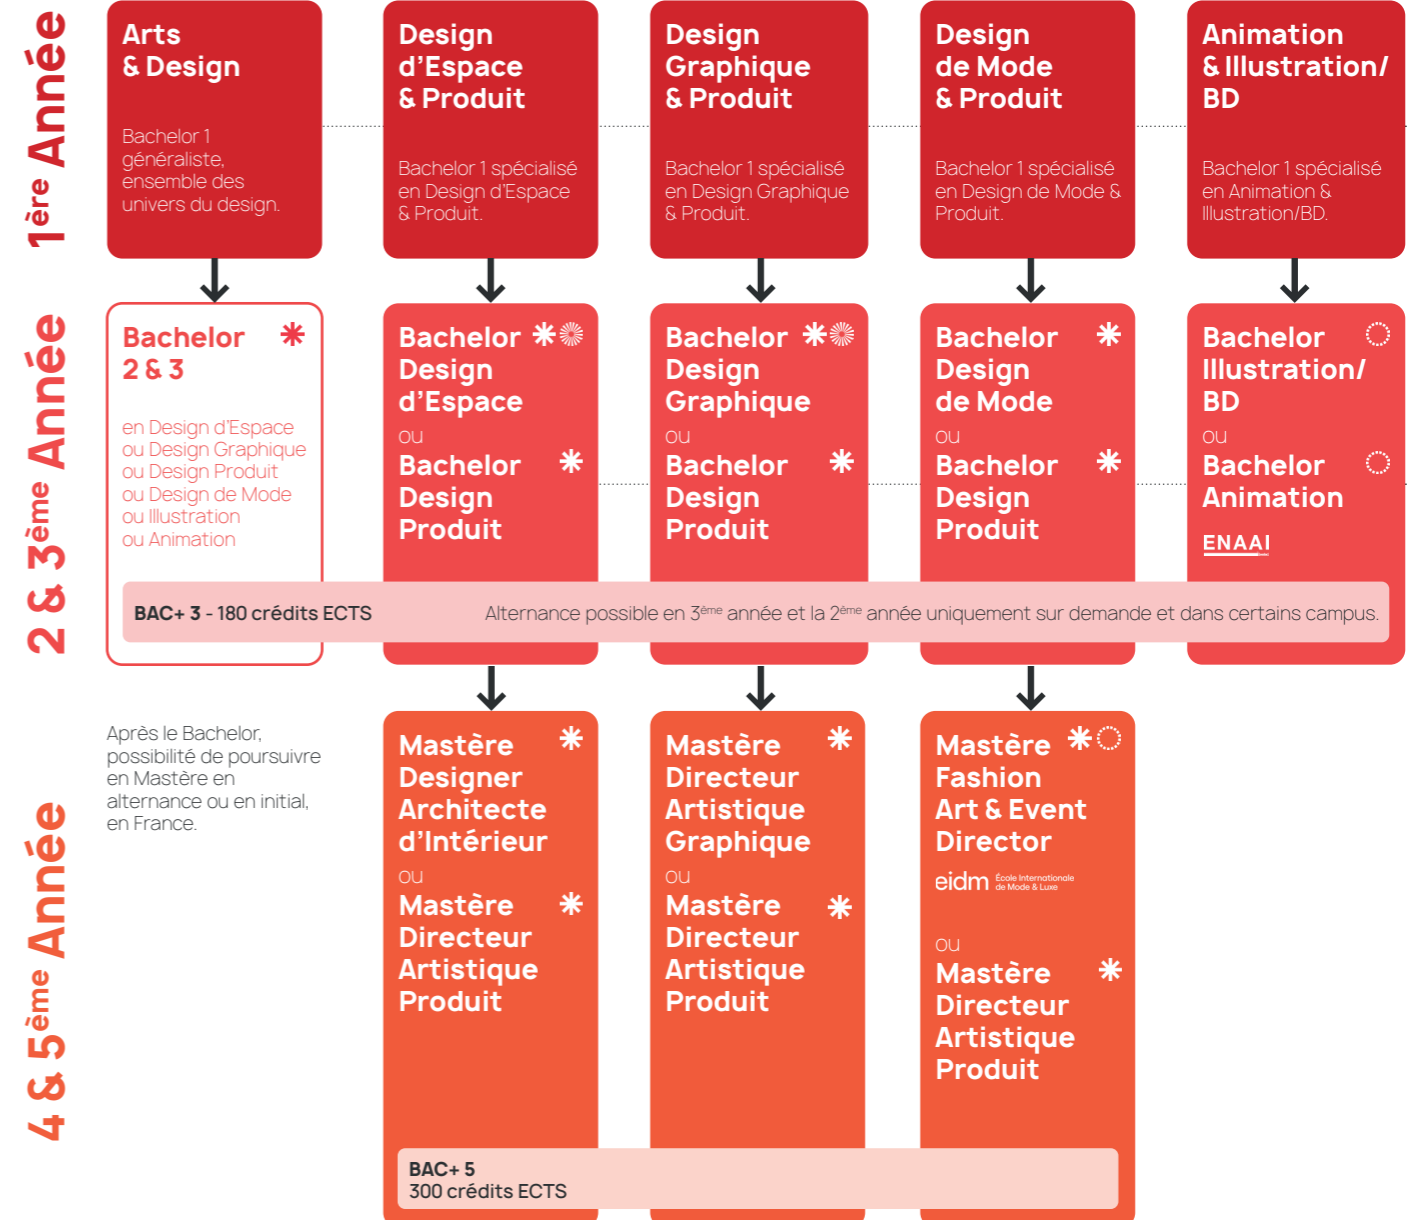 1ère Année
Arts
& Design
Bachelor 1
généraliste,
ensemble des
univers du design.
Design
d’Espace
& Produit
Bachelor 1 spécialisé
en Design d’Espace
& Produit.
Design
Graphique
& Produit
Bachelor 1 spécialisé
en Design Graphique
& Produit.
Design
de Mode
& Produit
Bachelor 1 spécialisé
en Design de Mode &
Produit.
Animation
& Illustration/
BD
Bachelor 1 spécialisé
en Animation &
Illustration/BD.
2 & 3ème Année
Bachelor
2 & 3
en Design d’Espace
ou Design Graphique
ou Design Produit
ou Design de Mode
ou Illustration
ou Animation
Bachelor
Design
d’Espace
ou
Bachelor
Design
Produit
Bachelor
Design
Graphique
ou
Bachelor
Design
Produit
Bachelor
Design
de Mode
ou
Bachelor
Design
Produit
Bachelor
Illustration/
BD
ou
Bachelor
Animation
ENAAI
BAC+ 3 - 180 crédits ECTS
Alternance possible en 3ème année et la 2ème année uniquement sur demande et dans certains campus.
4 & 5ème Année
Après le Bachelor,
possibilité de poursuivre
en Mastère en
alternance ou en initial,
en France.
Mastère
Designer
Architecte
d’Intérieur
ou
Mastère
Directeur
Artistique
Produit
Mastère
Directeur
Artistique
Graphique
ou
Mastère
Directeur
Artistique
Produit
Mastère
Fashion
Art & Event
Director
eidm École Internationale
de Mode & Luxe
ou
Mastère
Directeur
Artistique
Produit
BAC+ 5
300 crédits ECTS